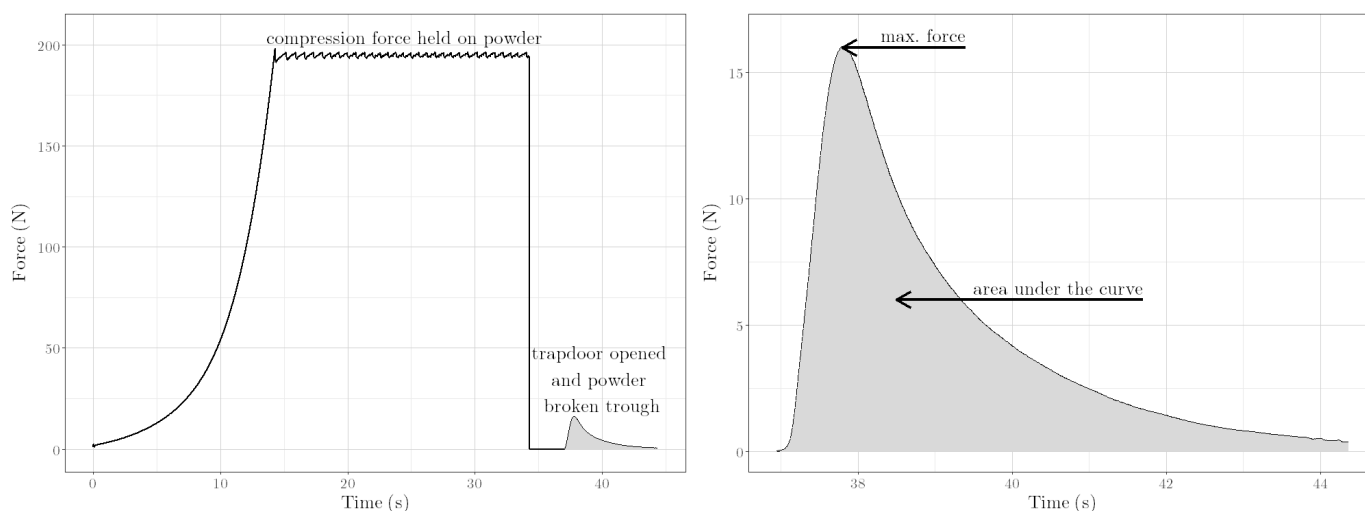 compression force held on powder
200
150
100
50
0
Force (N)
trapdoor opened
and powder
broken trough
0
10
20
30
40
Time (s)
max. force
15
10
5
0
Force (N)
area under the curve
38
40
42
44
Time (s)